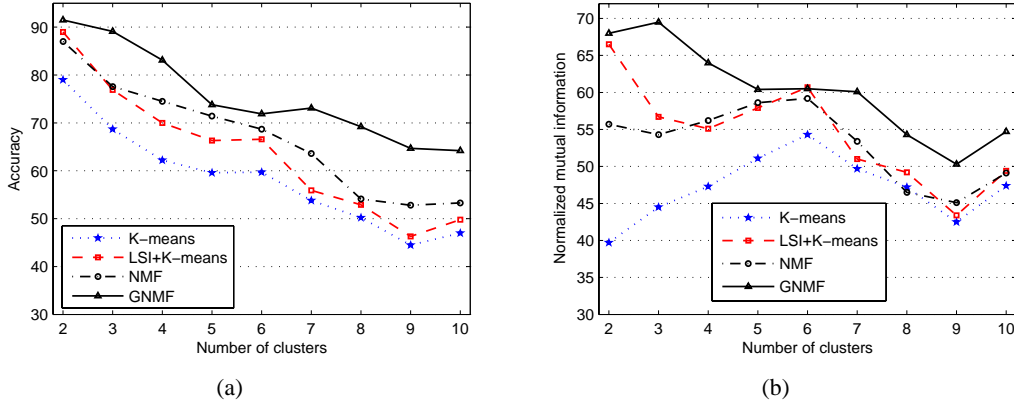 90
80
70
60
50
40
30
Accuracy
K-means
LSI+K-means
NMF
GNMF
2 3 4 5 6 7 8 9 10
Number of clusters
(a)
70
65
60
55
50
45
40
35
30
Normalized mutual information
K-means
LSI+K-means
NMF
GNMF
2 3 4 5 6 7 8 9 10
Number of clusters
(b)